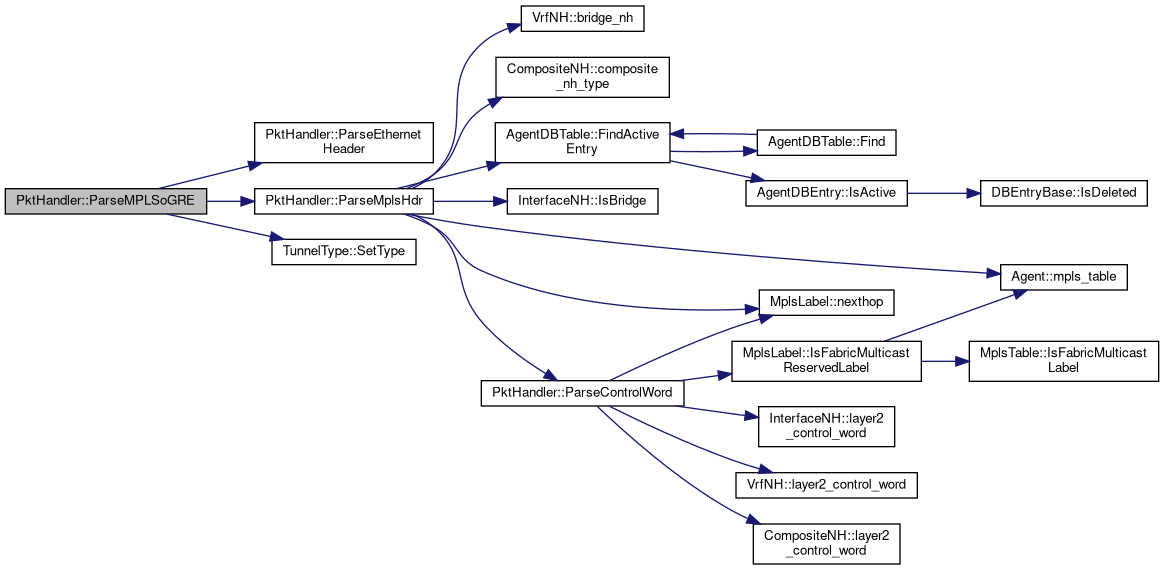 VrfNH::bridge_nh
CompositeNH::composite
_nh_type
PktHandler::ParseEthernet
Header
AgentDBTable::FindActive
Entry
AgentDBTable::Find
PktHandler::ParseMPLSoGRE
PktHandler::ParseMplsHdr
InterfaceNH::IsBridge
AgentDBEntry::IsActive
DBEntryBase::IsDeleted
TunnelType::SetType
Agent::mpls_table
MplsLabel::nexthop
MplsLabel::IsFabricMulticast
ReservedLabel
MplsTable::IsFabricMulticast
Label
PktHandler::ParseControlWord
InterfaceNH::layer2
_control_word
VrfNH::layer2_control_word
CompositeNH::layer2
_control_word